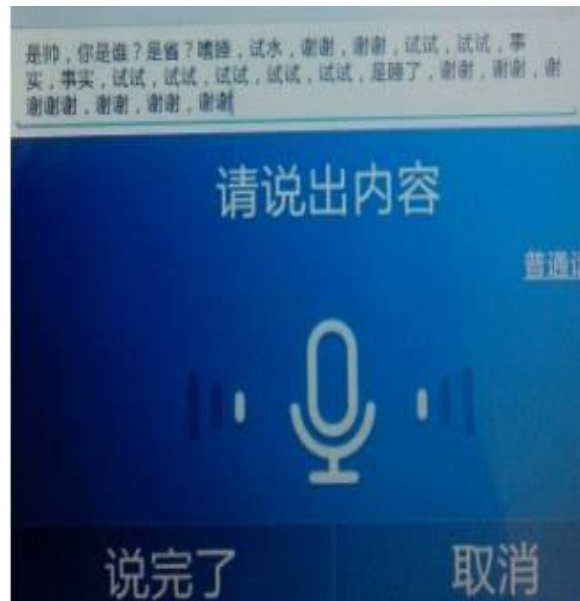 是帅，你是谁？是省？嗜睡，试水，谢谢，谢谢，试试，试试，事
实，事实，试试，试试，试试，试试，试试，是睡了，谢谢，谢谢，谢
谢谢谢，谢谢，谢谢，谢谢
请说出内容
普通话
说完了
取消